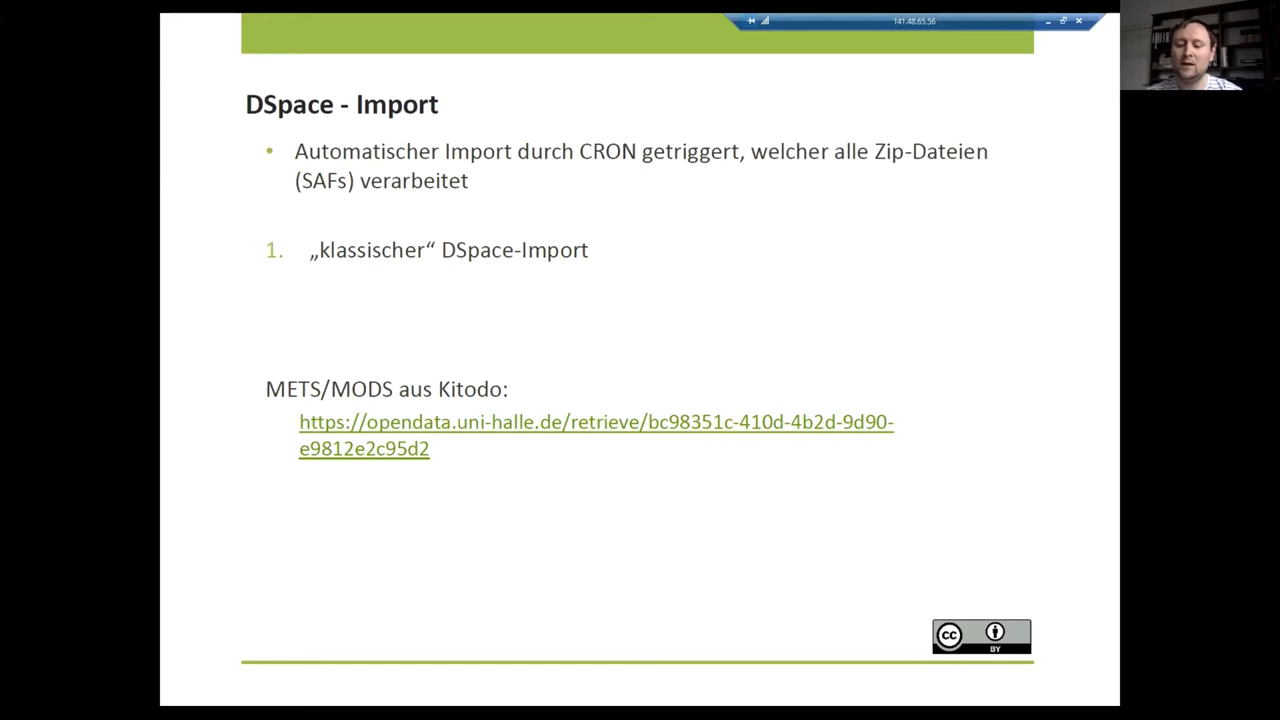 141.48.65.56
DSpace - Import
• Automatischer Import durch CRON getriggert, welcher alle Zip-Dateien
(SAFs) verarbeitet
1. „klassischer“ DSpace-Import
METS/MODS aus Kitodo:
https://opendata.uni-halle.de/retrieve/bc98351c-410d-4b2d-9d90-
e9812e2c95d2
cc
BY